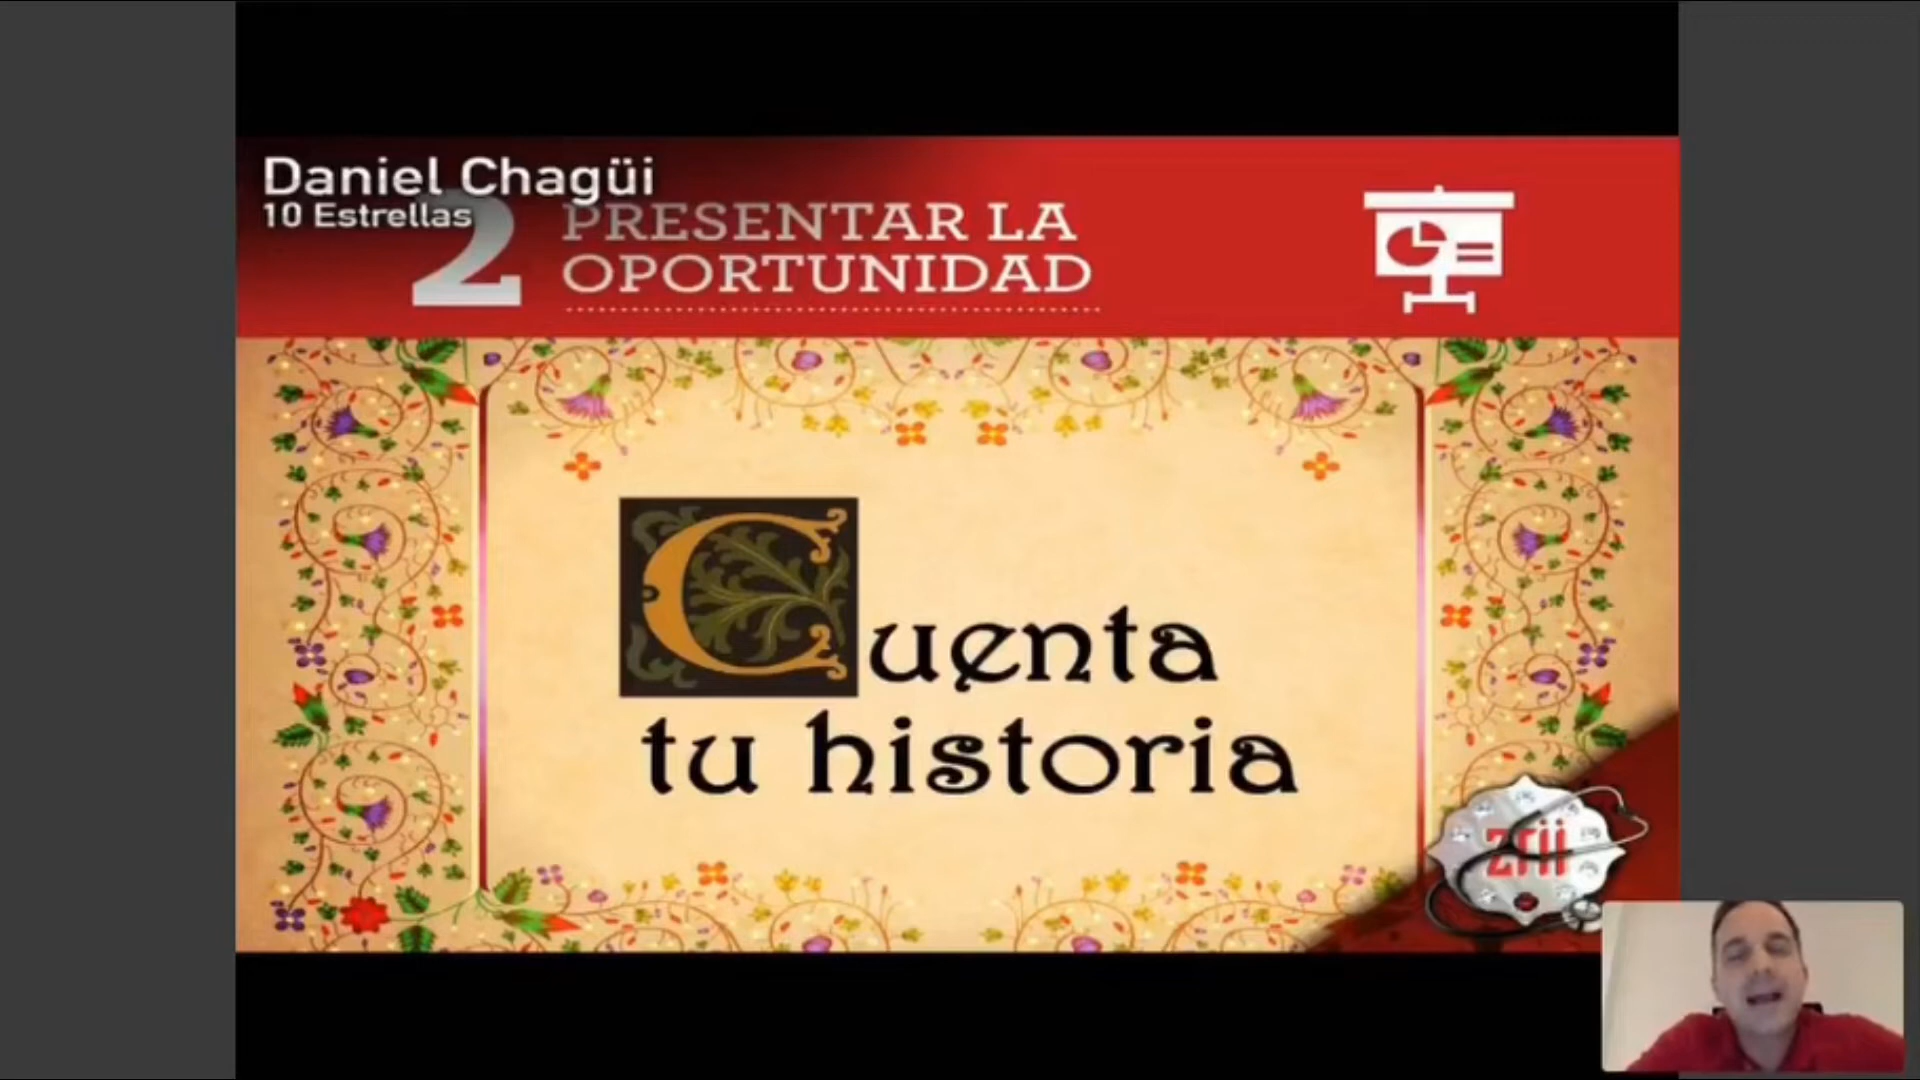 Daniel Chagüi
10 Estrellas
2 PRESENTAR LA
OPORTUNIDAD
Cuenta
tu historia
zrii